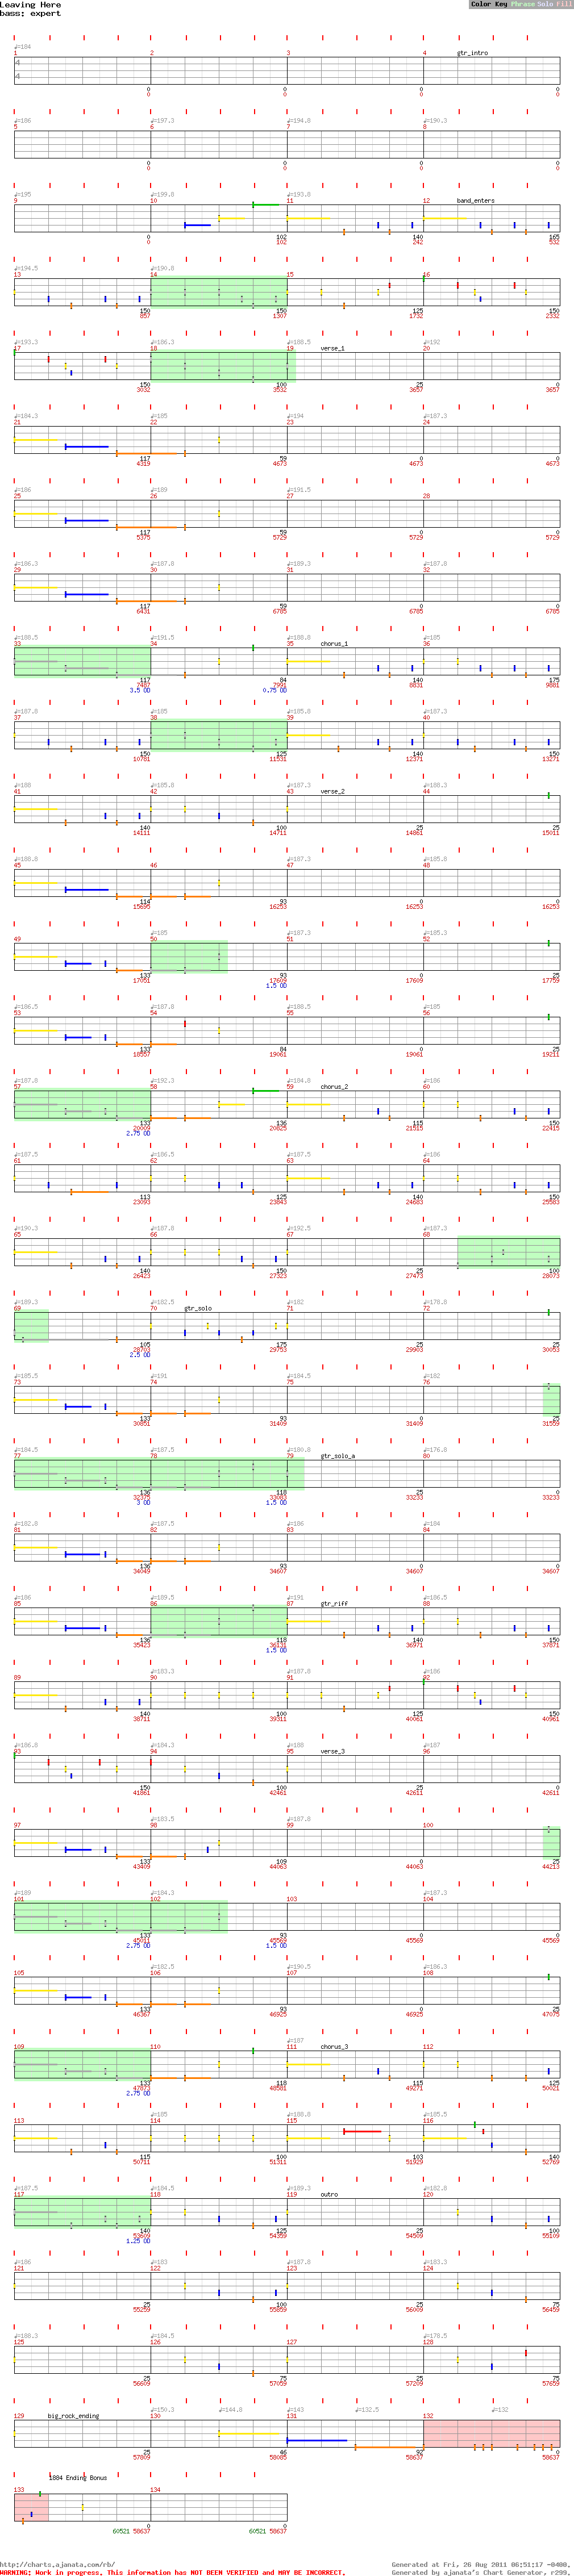 Leaving Here
bass: expert
Color Key Phrase Solo Fill
♩=184
1 2 3 4 gtr_intro
0 0 0 0
0 0 0 0
♩=186 ♩=197.3 ♩=194.8 ♩=190.3
5 6 7 8
0 0 0 0
0 0 0 0
♩=195 ♩=199.8 ♩=193.8
9 10 11 12 band_enters
0 102 140 165
0 102 242 532
♩=194.5 ♩=190.8
13 14 15 16
150 150 125 150
857 1307 1732 2332
♩=193.3 ♩=186.3 ♩=188.5 ♩=192
17 18 19 verse_1 20
150 100 25 0
3032 3532 3657 3657
♩=184.3 ♩=185 ♩=194 ♩=187.3
21 22 23 24
117 59 0 0
4319 4673 4673 4673
♩=186 ♩=189 ♩=191.5
25 26 27 28
117 59 0 0
5375 5729 5729 5729
♩=186.3 ♩=187.8 ♩=189.3 ♩=187.8
29 30 31 32
117 59 0 0
6431 6785 6785 6785
♩=188.5 ♩=191.5 ♩=188.8 ♩=185
33 34 35 chorus_1 36
117 84 140 175
7487 7991 8831 9881
3.5 OD 0.75 OD
♩=187.8 ♩=185 ♩=185.8 ♩=187.3
37 38 39 40
150 125 140 150
10781 11531 12371 13271
♩=188 ♩=185.8 ♩=187.3 ♩=188.3
41 42 43 verse_2 44
140 100 25 25
14111 14711 14861 15011
♩=188.8 ♩=187.3 ♩=185.8
45 46 47 48
114 93 0 0
15695 16253 16253 16253
♩=185 ♩=187.3 ♩=185.3
49 50 51 52
133 93 0 25
17051 17609 17609 17759
1.5 OD
♩=186.5 ♩=187.8 ♩=188.5 ♩=185
53 54 55 56
133 84 0 25
18557 19061 19061 19211
♩=187.8 ♩=192.3 ♩=184.8 ♩=186
57 58 59 chorus_2 60
133 136 115 150
20009 20825 21515 22415
2.75 OD
♩=187.5 ♩=186.5 ♩=187.5 ♩=186
61 62 63 64
113 125 140 150
23093 23843 24683 25583
♩=190.3 ♩=187.8 ♩=192.5 ♩=187.3
65 66 67 68
140 150 25 100
26423 27323 27473 28073
♩=189.3 ♩=182.5 ♩=182 ♩=178.8
69 70 gtr_solo 71 72
105 175 25 25
28703 29753 29903 30053
2.5 OD
♩=185.5 ♩=191 ♩=184.5 ♩=182
73 74 75 76
133 93 0 25
30851 31409 31409 31559
♩=184.5 ♩=187.5 ♩=180.8 ♩=176.8
77 78 79 gtr_solo_a 80
136 118 25 0
32375 33083 33233 33233
3 OD 1.5 OD
♩=182.8 ♩=187.5 ♩=186 ♩=184
81 82 83 84
136 93 0 0
34049 34607 34607 34607
♩=186 ♩=189.5 ♩=191 ♩=186.5
85 86 87 gtr_riff 88
136 118 140 150
35423 36131 36971 37871
1.5 OD
♩=183.3 ♩=187.8 ♩=186
89 90 91 92
140 100 125 150
38711 39311 40061 40961
♩=186.8 ♩=184.3 ♩=188 ♩=187
93 94 95 verse_3 96
150 100 25 0
41861 42461 42611 42611
♩=183.5 ♩=187.8
97 98 99 100
133 109 0 25
43409 44063 44063 44213
♩=189 ♩=184.3 ♩=187.3
101 102 103 104
133 93 0 0
45011 45569 45569 45569
2.75 OD 1.5 OD
♩=182.5 ♩=190.5 ♩=186.3
105 106 107 108
133 93 0 25
46367 46925 46925 47075
♩=187
109 110 111 chorus_3 112
133 118 115 125
47873 48581 49271 50021
2.75 OD
♩=185 ♩=188.8 ♩=185.5
113 114 115 116
115 100 103 140
50711 51311 51929 52769
♩=187.5 ♩=184.5 ♩=189.3 ♩=182.8
117 118 119 outro 120
140 125 25 100
53609 54359 54509 55109
1.25 OD
♩=186 ♩=183 ♩=187.8 ♩=183.3
121 122 123 124
25 100 25 75
55259 55859 56009 56459
♩=188.3 ♩=184.5 ♩=178.5
125 126 127 128
25 75 25 75
56609 57059 57209 57659
♩=150.3 ♩=144.8 ♩=143 ♩=132.5 ♩=132
129 big_rock_ending 130 131 132
25 46 92 0
57809 58085 58637 58637
1884 Ending Bonus
133 134
0 0
60521 58637 60521 58637
http://charts.ajanata.com/rb/
Generated at Fri, 26 Aug 2011 06:51:17 -0400,
WARNING: Work in progress. This information has NOT BEEN VERIFIED and MAY BE INCORRECT.
Generated by ajanata's Chart Generator, r299,